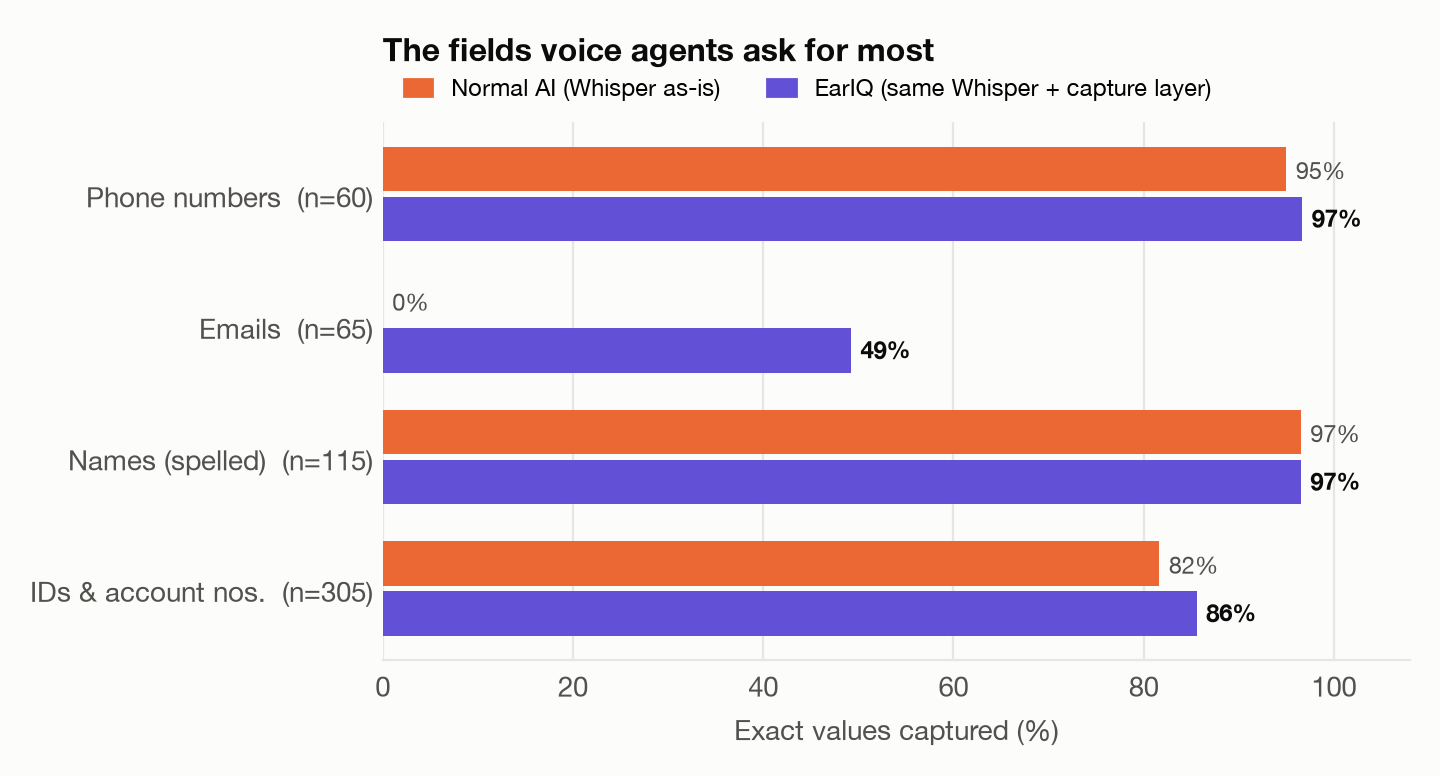 The fields voice agents ask for most
Normal AI (Whisper as-is) EarIQ (same Whisper + capture layer)
Phone numbers (n=60)
95%
97%
Emails (n=65)
0%
49%
Names (spelled) (n=115)
97%
97%
IDs & account nos. (n=305)
82%
86%
0 20 40 60 80 100
Exact values captured (%)